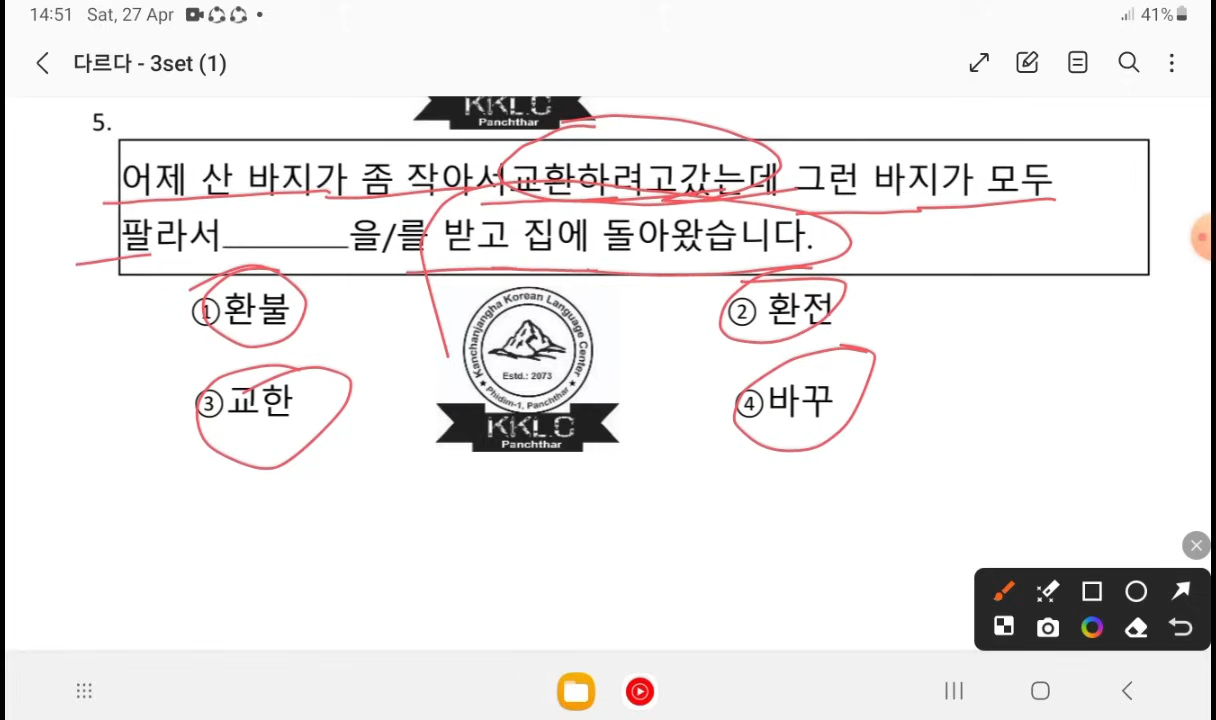 14:51 Sat, 27 Apr
41%
다르다 - 3set (1)
KKLC
Panchthar
5.
어제 산 바지가 좀 작아서교환하려고갔는데 그런 바지가 모두
팔라서________을/를 받고 집에 돌아왔습니다.
①환불
② 환전
③교한
④바꾸
Kanchanjangha Korean Language Center
Estd.: 2073
Phidim-1, Panchthar
KKLC
Panchthar